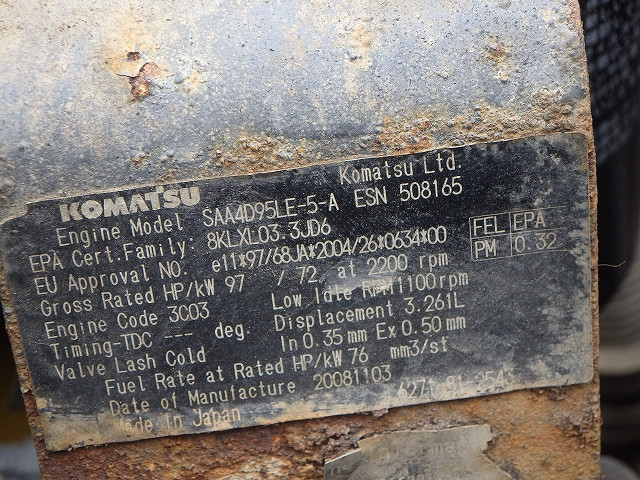 KOMATSU Komatsu Ltd.
Engine Model SAA4D95LE-5-A ESN 508165
EPA Cert.Family 8KLXL03.3JD6
EU Approval NO. e11*97/68JA*2004/26*0634*00
FEL EPA
PM 0.32
Gross Rated HP/kW 97 / 72 at 2200 rpm
Engine Code 3C03 Low Idle RPM1100rpm
Timing-TDC --- deg. Displacement 3.261L
Valve Lash Cold In 0.35 mm Ex 0.50 mm
Fuel Rate at Rated HP/kW 76 mm3/st
Date of Manufacture 20081103
Made in Japan 6271-81-